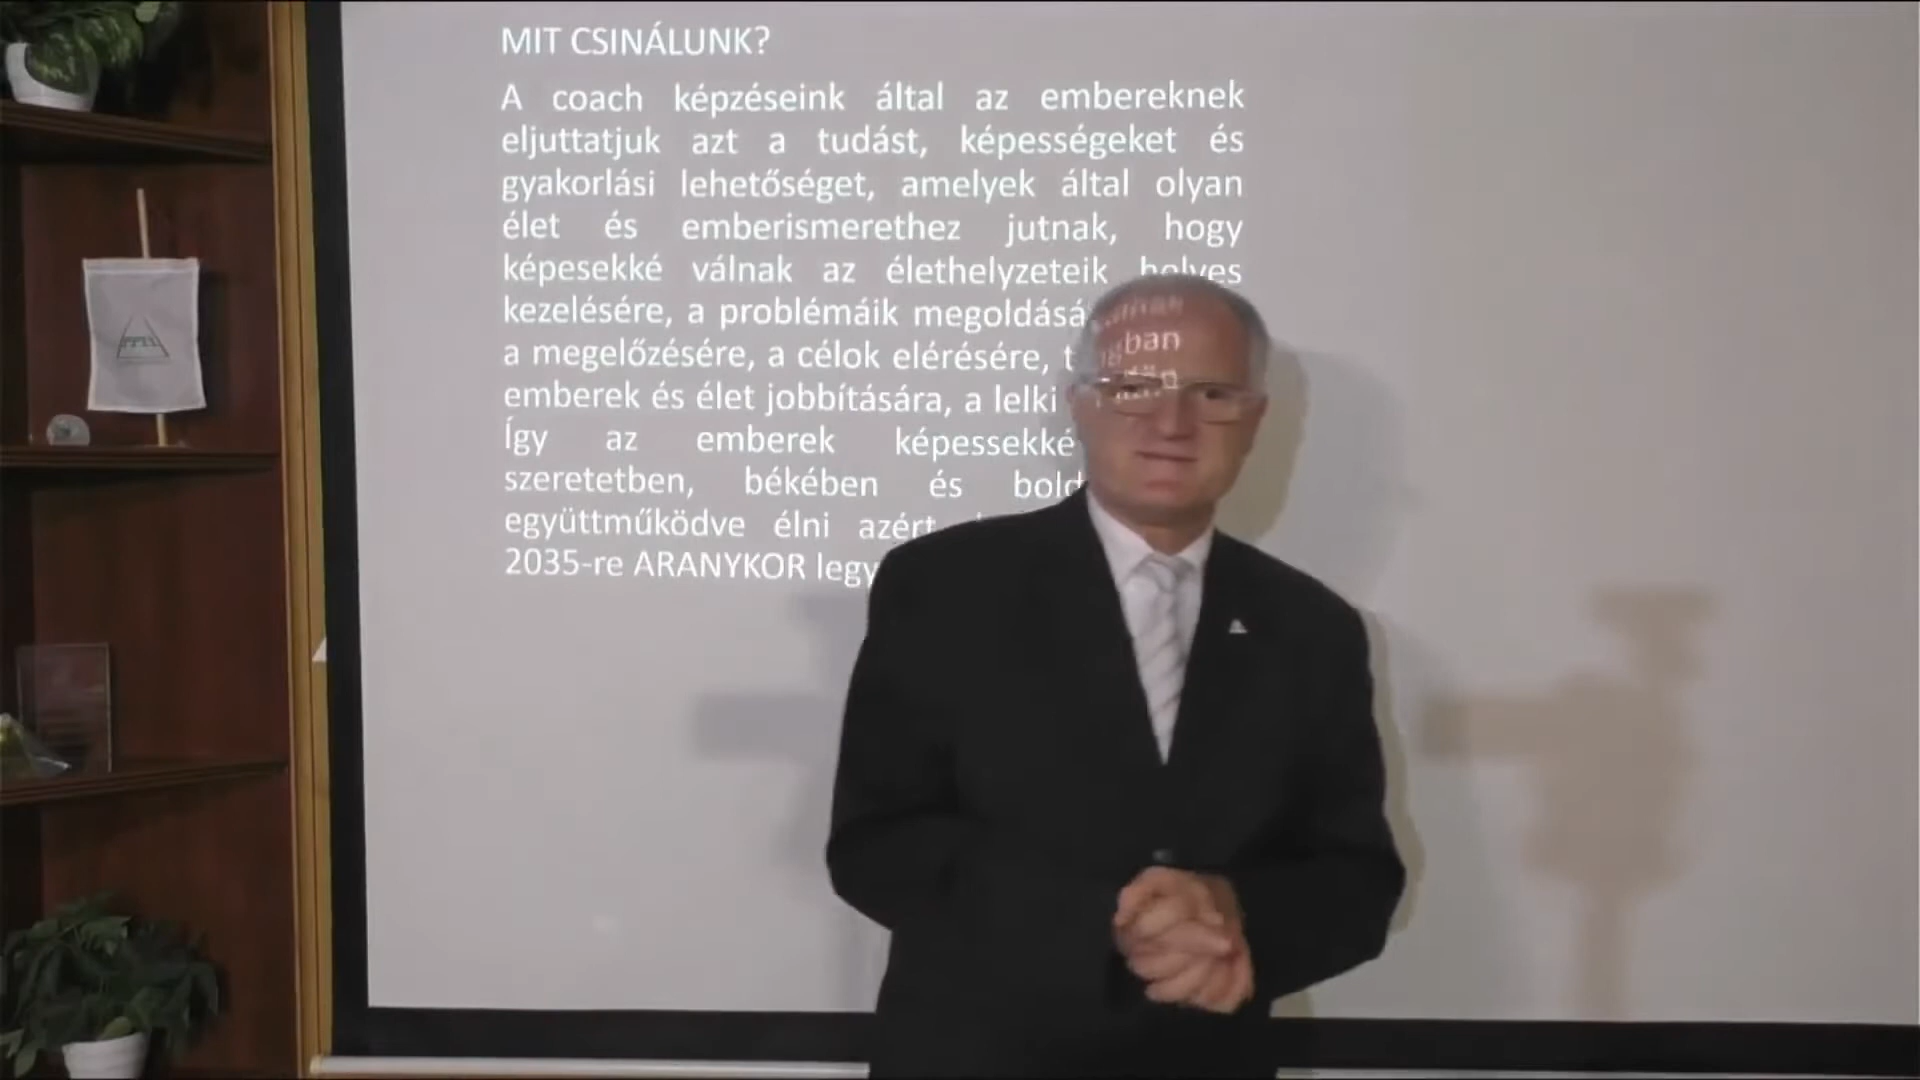 MIT CSINÁLUNK?
A coach képzéseink által az embereknek
eljuttatjuk azt a tudást, képességeket és
gyakorlási lehetőséget, amelyek által olyan
élet és emberismerethez jutnak, hogy
képesekké válnak az élethelyzeteik helyes
kezelésére, a problémáik
a megelőzésére, a célok elérésére,
emberek és élet jobbítására, a lelki
Így az emberek képessekké
szeretetben, békében és
együttműködve élni azért
2035-re ARANYKOR